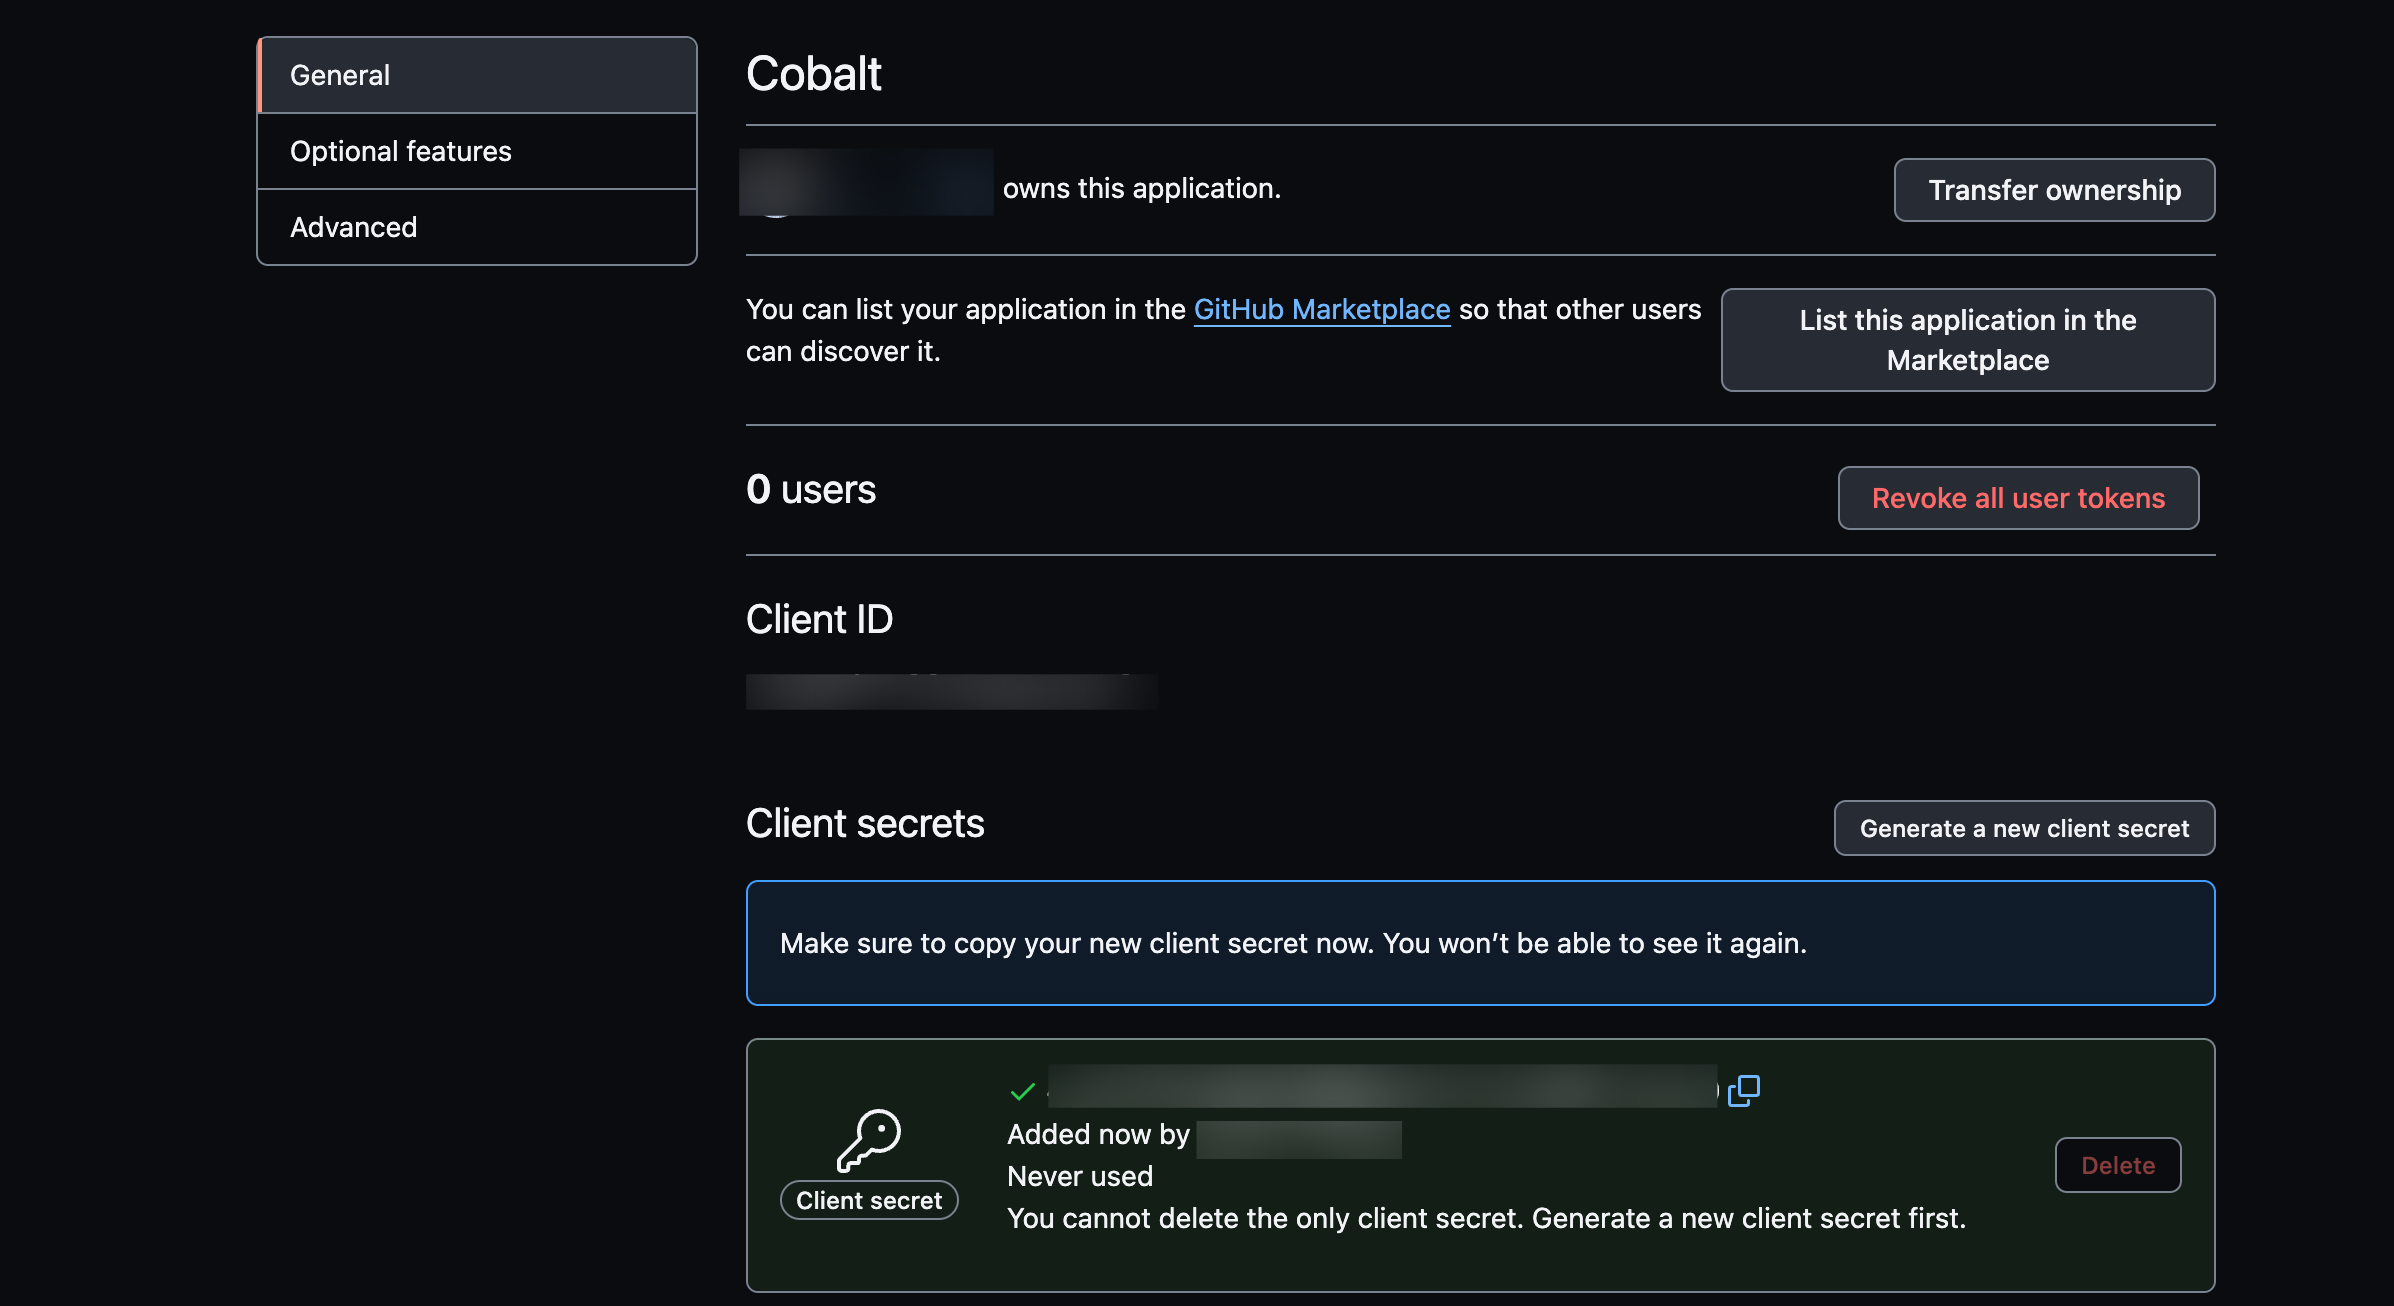 General
Optional features
Advanced
Cobalt
owns this application.
Transfer ownership
You can list your application in the GitHub Marketplace so that other users
can discover it.
List this application in the
Marketplace
0 users
Revoke all user tokens
Client ID
Client secrets
Generate a new client secret
Make sure to copy your new client secret now. You won’t be able to see it again.
Client secret
Added now by
Never used
You cannot delete the only client secret. Generate a new client secret first.
Delete